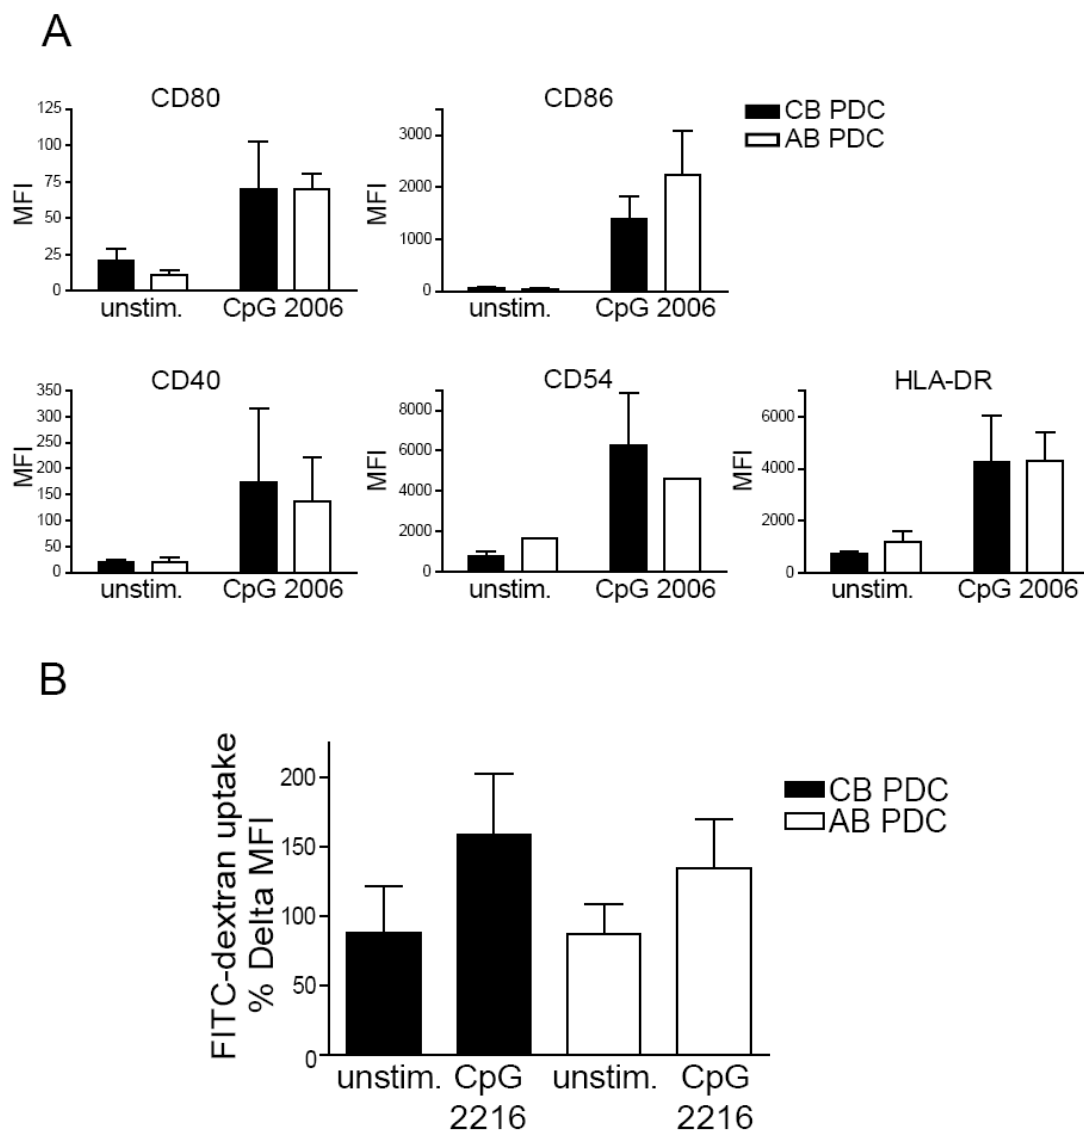 A
CD80
125
100
75
50
25
0
MFI
unstim. CpG 2006
CD86
3000
2000
1000
0
MFI
unstim. CpG 2006
CB PDC
AB PDC
CD40
350
300
250
200
150
100
50
0
MFI
unstim. CpG 2006
CD54
8000
6000
4000
2000
0
MFI
unstim. CpG 2006
HLA-DR
6000
4000
2000
0
MFI
unstim. CpG 2006
B
FITC-dextran uptake
% Delta MFI
200
150
100
50
0
unstim. CpG unstim. CpG
2216 2216
CB PDC
AB PDC